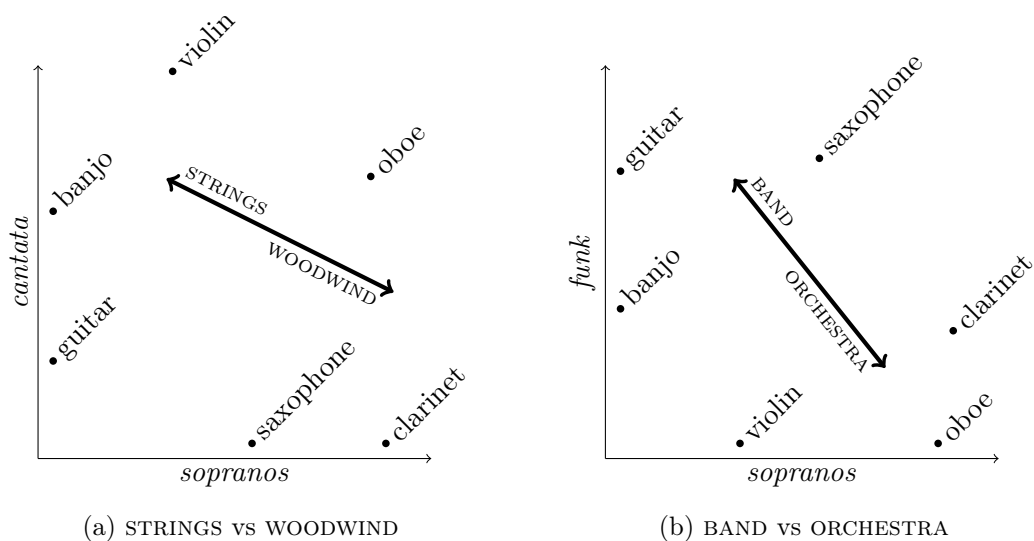 violin
oboe
banjo
STRINGS
WOODWIND
cantata
guitar
saxophone
clarinet
sopranos
(a) STRINGS vs WOODWIND
saxophone
guitar
BAND
funk
banjo
ORCHESTRA
clarinet
violin
oboe
sopranos
(b) BAND vs ORCHESTRA